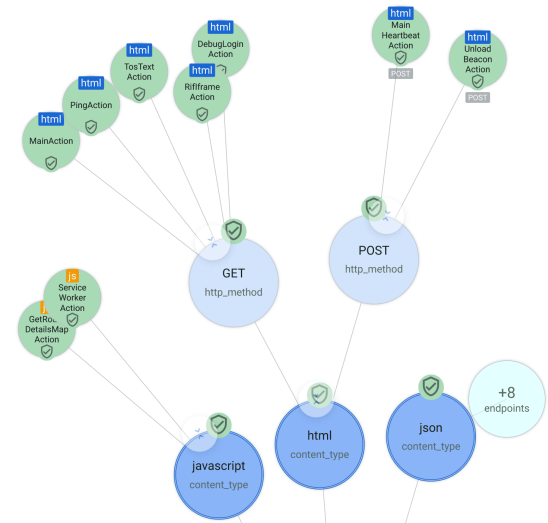 html
Main
Heartbeat
Action
POST
html
Unload
Beacon
Action
POST
html
DebugLogin
Action
html
TosText
Action
html
RifIframe
Action
html
PingAction
html
MainAction
GET
http_method
POST
http_method
js
Service
Worker
Action
DetailsMap
Action
+8
endpoints
json
content_type
html
content_type
javascript
content_type